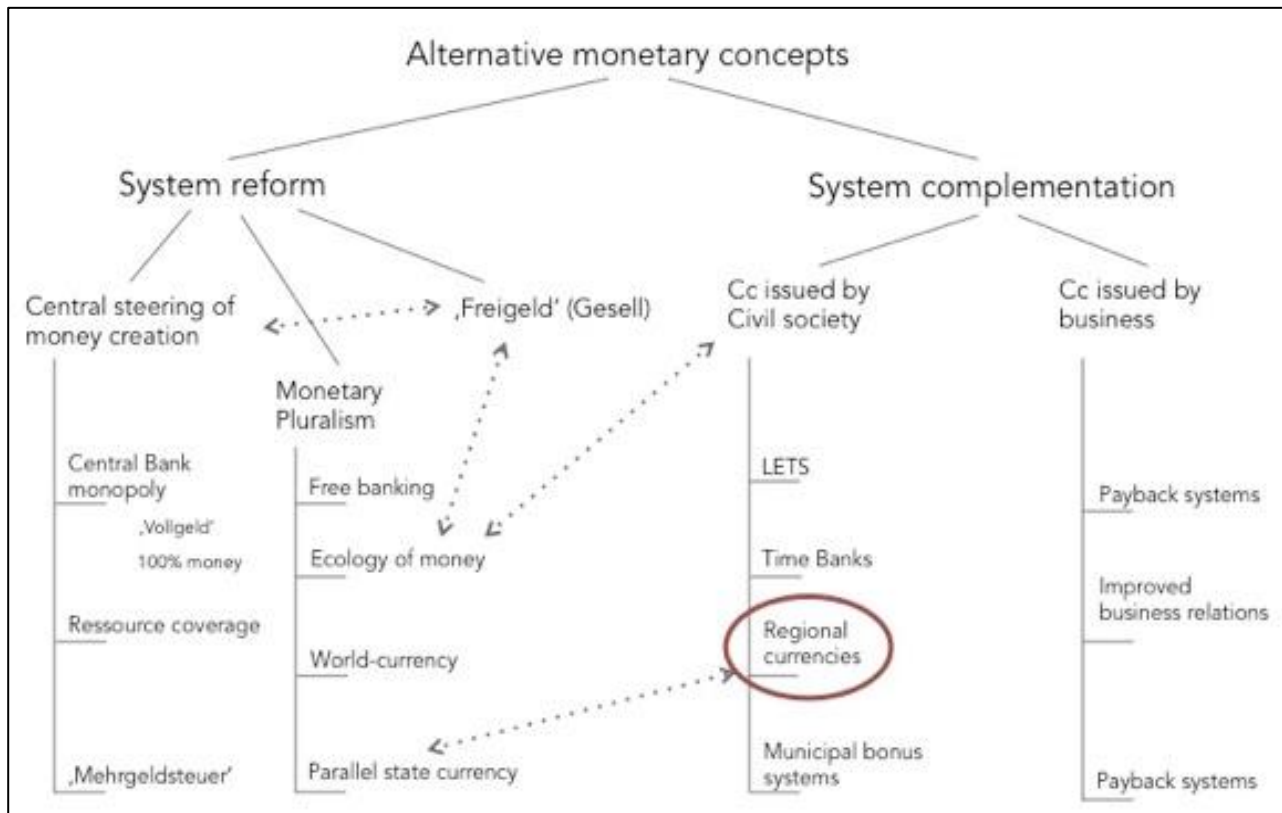 Alternative monetary concepts
System reform
System complementation
Central steering of
money creation
‚Freigeld' (Gesell)
Cc issued by
Civil society
Cc issued by
business
Monetary
Pluralism
Central Bank
monopoly
‚Vollgeld'
100% money
Ressource coverage
‚Mehrgeldsteuer'
Free banking
Ecology of money
World-currency
Parallel state currency
LETS
Time Banks
Regional
currencies
Municipal bonus
systems
Payback systems
Improved
business relations
Payback systems